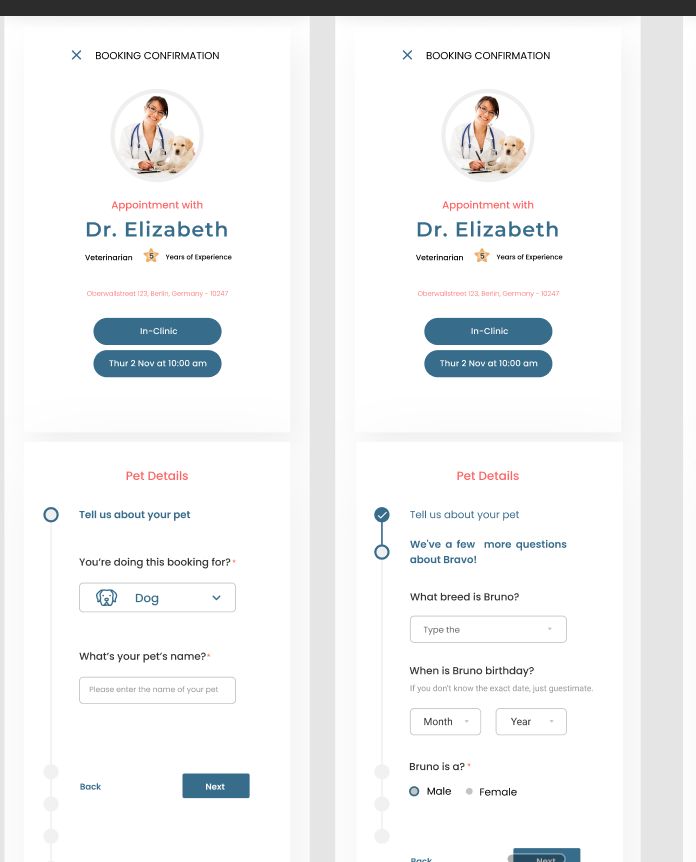 BOOKING CONFIRMATION
Appointment with
Dr. Elizabeth
Veterinarian 5 Years of Experience
Oberwallstreet 123, Berlin, Germany - 10247
In-Clinic
Thur 2 Nov at 10:00 am
Pet Details
Tell us about your pet
You're doing this booking for?*
Dog
What's your pet's name?*
Please enter the name of your pet
Back
Next
BOOKING CONFIRMATION
Appointment with
Dr. Elizabeth
Veterinarian 5 Years of Experience
Oberwallstreet 123, Berlin, Germany - 10247
In-Clinic
Thur 2 Nov at 10:00 am
Pet Details
Tell us about your pet
We've a few more questions
about Bravo!
What breed is Bruno?
Type the
When is Bruno birthday?
If you don't know the exact date, just guestimate.
Month Year
Bruno is a? *
Male Female
Back
Next